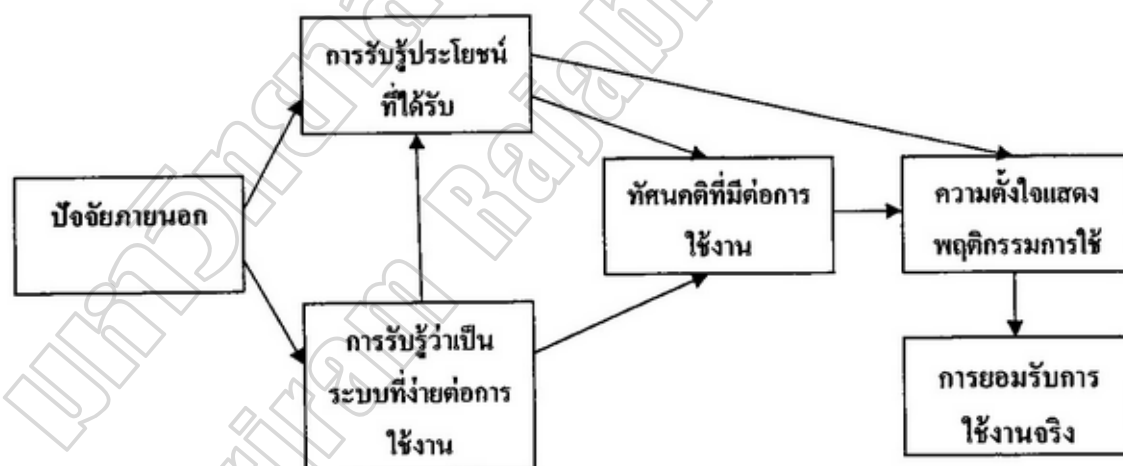 การรับรู้ประโยชน์
ที่ได้รับ
ปัจจัยภายนอก
ทัศนคติที่มีต่อการ
ใช้งาน
ความตั้งใจแสดง
พฤติกรรมการใช้
การรับรู้ว่าเป็น
ระบบที่ง่ายต่อการ
ใช้งาน
การยอมรับการ
ใช้งานจริง